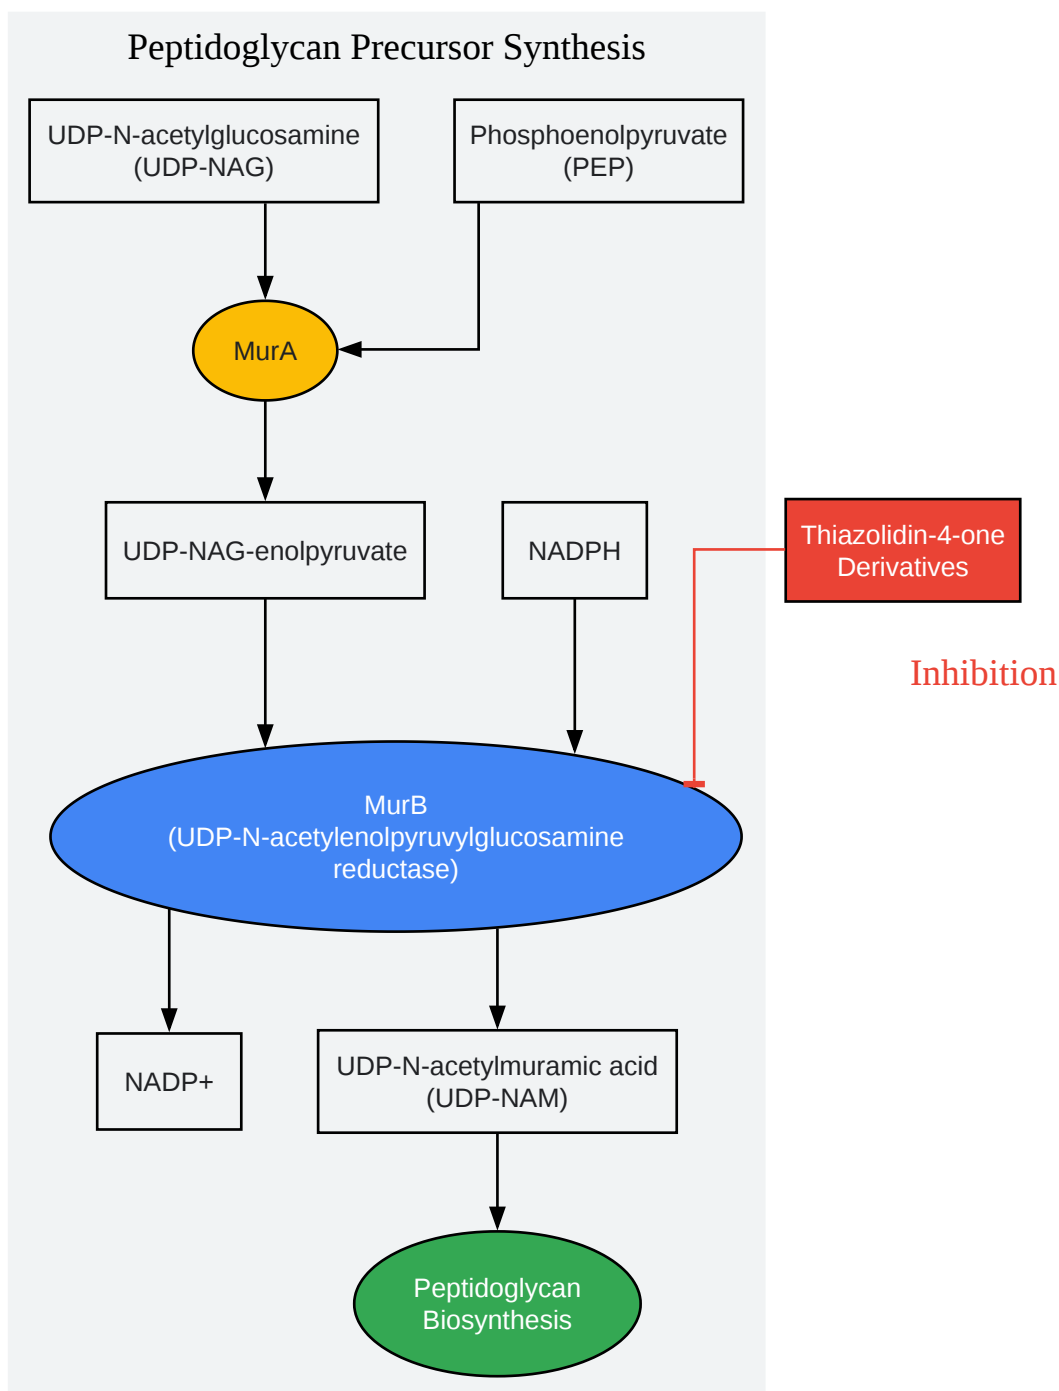 Peptidoglycan Precursor Synthesis
UDP-N-acetylglucosamine
(UDP-NAG)
Phosphoenolpyruvate
(PEP)
MurA
UDP-NAG-enolpyruvate
NADPH
Thiazolidin-4-one
Derivatives
Inhibition
MurB
(UDP-N-acetylenolpyruvylglucosamine
reductase)
NADP+
UDP-N-acetylmuramic acid
(UDP-NAM)
Peptidoglycan
Biosynthesis